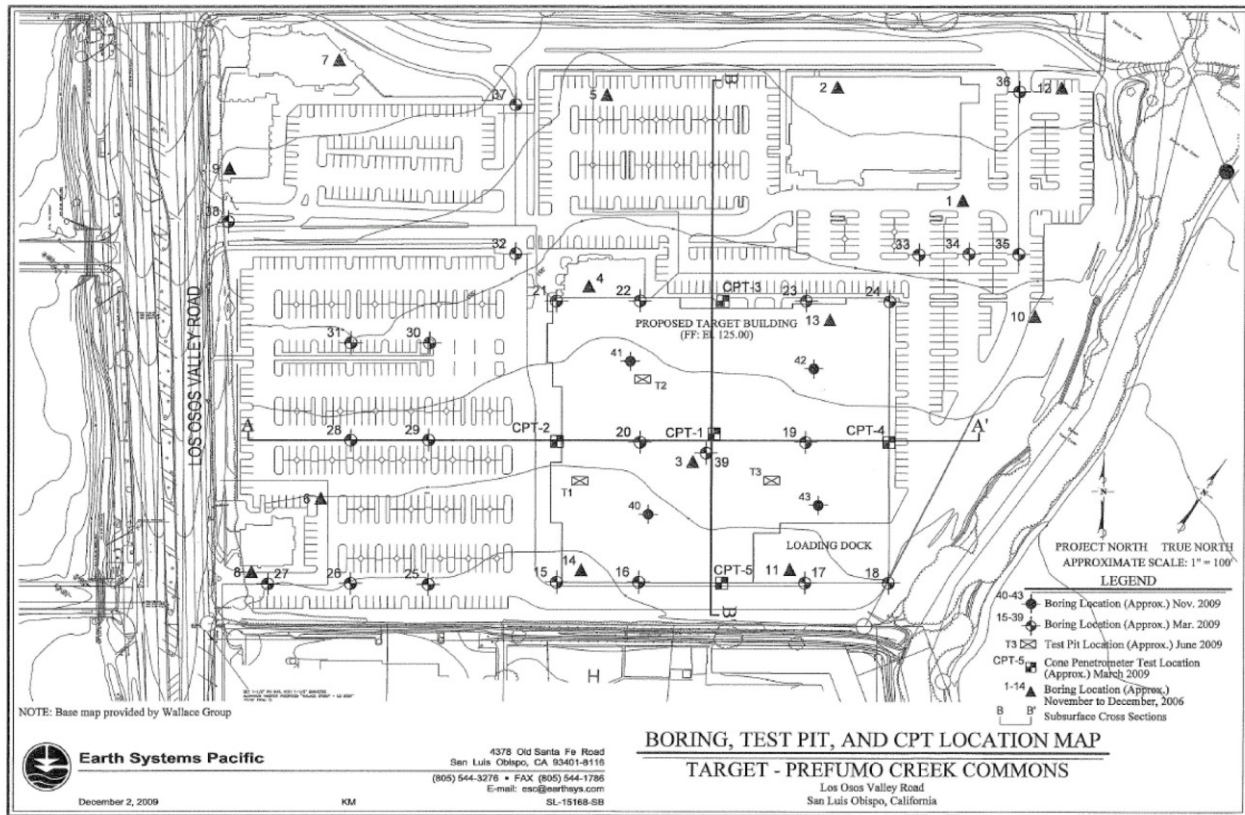 7
37
5
B
2
36
12
9
1
38
32
33
34
35
4
21
22
CPT-3
23
24
PROPOSED TARGET BUILDING
(FF: EL 125.00)
13
10
31
30
41
42
T2
LOS OSOS VALLEY ROAD
A
28
29
CPT-2
20
CPT-1
19
CPT-4
A'
3
39
T1
T3
6
40
43
LOADING DOCK
N
N
PROJECT NORTH
TRUE NORTH
APPROXIMATE SCALE: 1" = 100'
8
27
26
25
15
14
16
CPT-5
11
17
18
B
H
LEGEND
40-43 Boring Location (Approx.) Nov. 2009
15-39 Boring Location (Approx.) Mar. 2009
T3 Test Pit Location (Approx.) June 2009
CPT-5 Cone Penetrometer Test Location
(Approx.) March 2009
1-14 Boring Location (Approx.)
November to December, 2006
B B' Subsurface Cross Sections
NOTE: Base map provided by Wallace Group
Earth Systems Pacific
4378 Old Santa Fe Road
San Luis Obispo, CA 93401-8116
(805) 544-3276 • FAX (805) 544-1786
E-mail: esc@earthsys.com
December 2, 2009
KM
SL-15168-SB
BORING, TEST PIT, AND CPT LOCATION MAP
TARGET - PREFUMO CREEK COMMONS
Los Osos Valley Road
San Luis Obispo, California